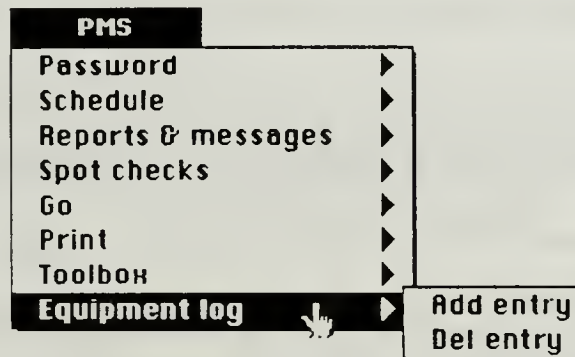 PMS
Password
Schedule
Reports & messages
Spot checks
Go
Print
Toolbox
Equipment log
Add entry
Del entry